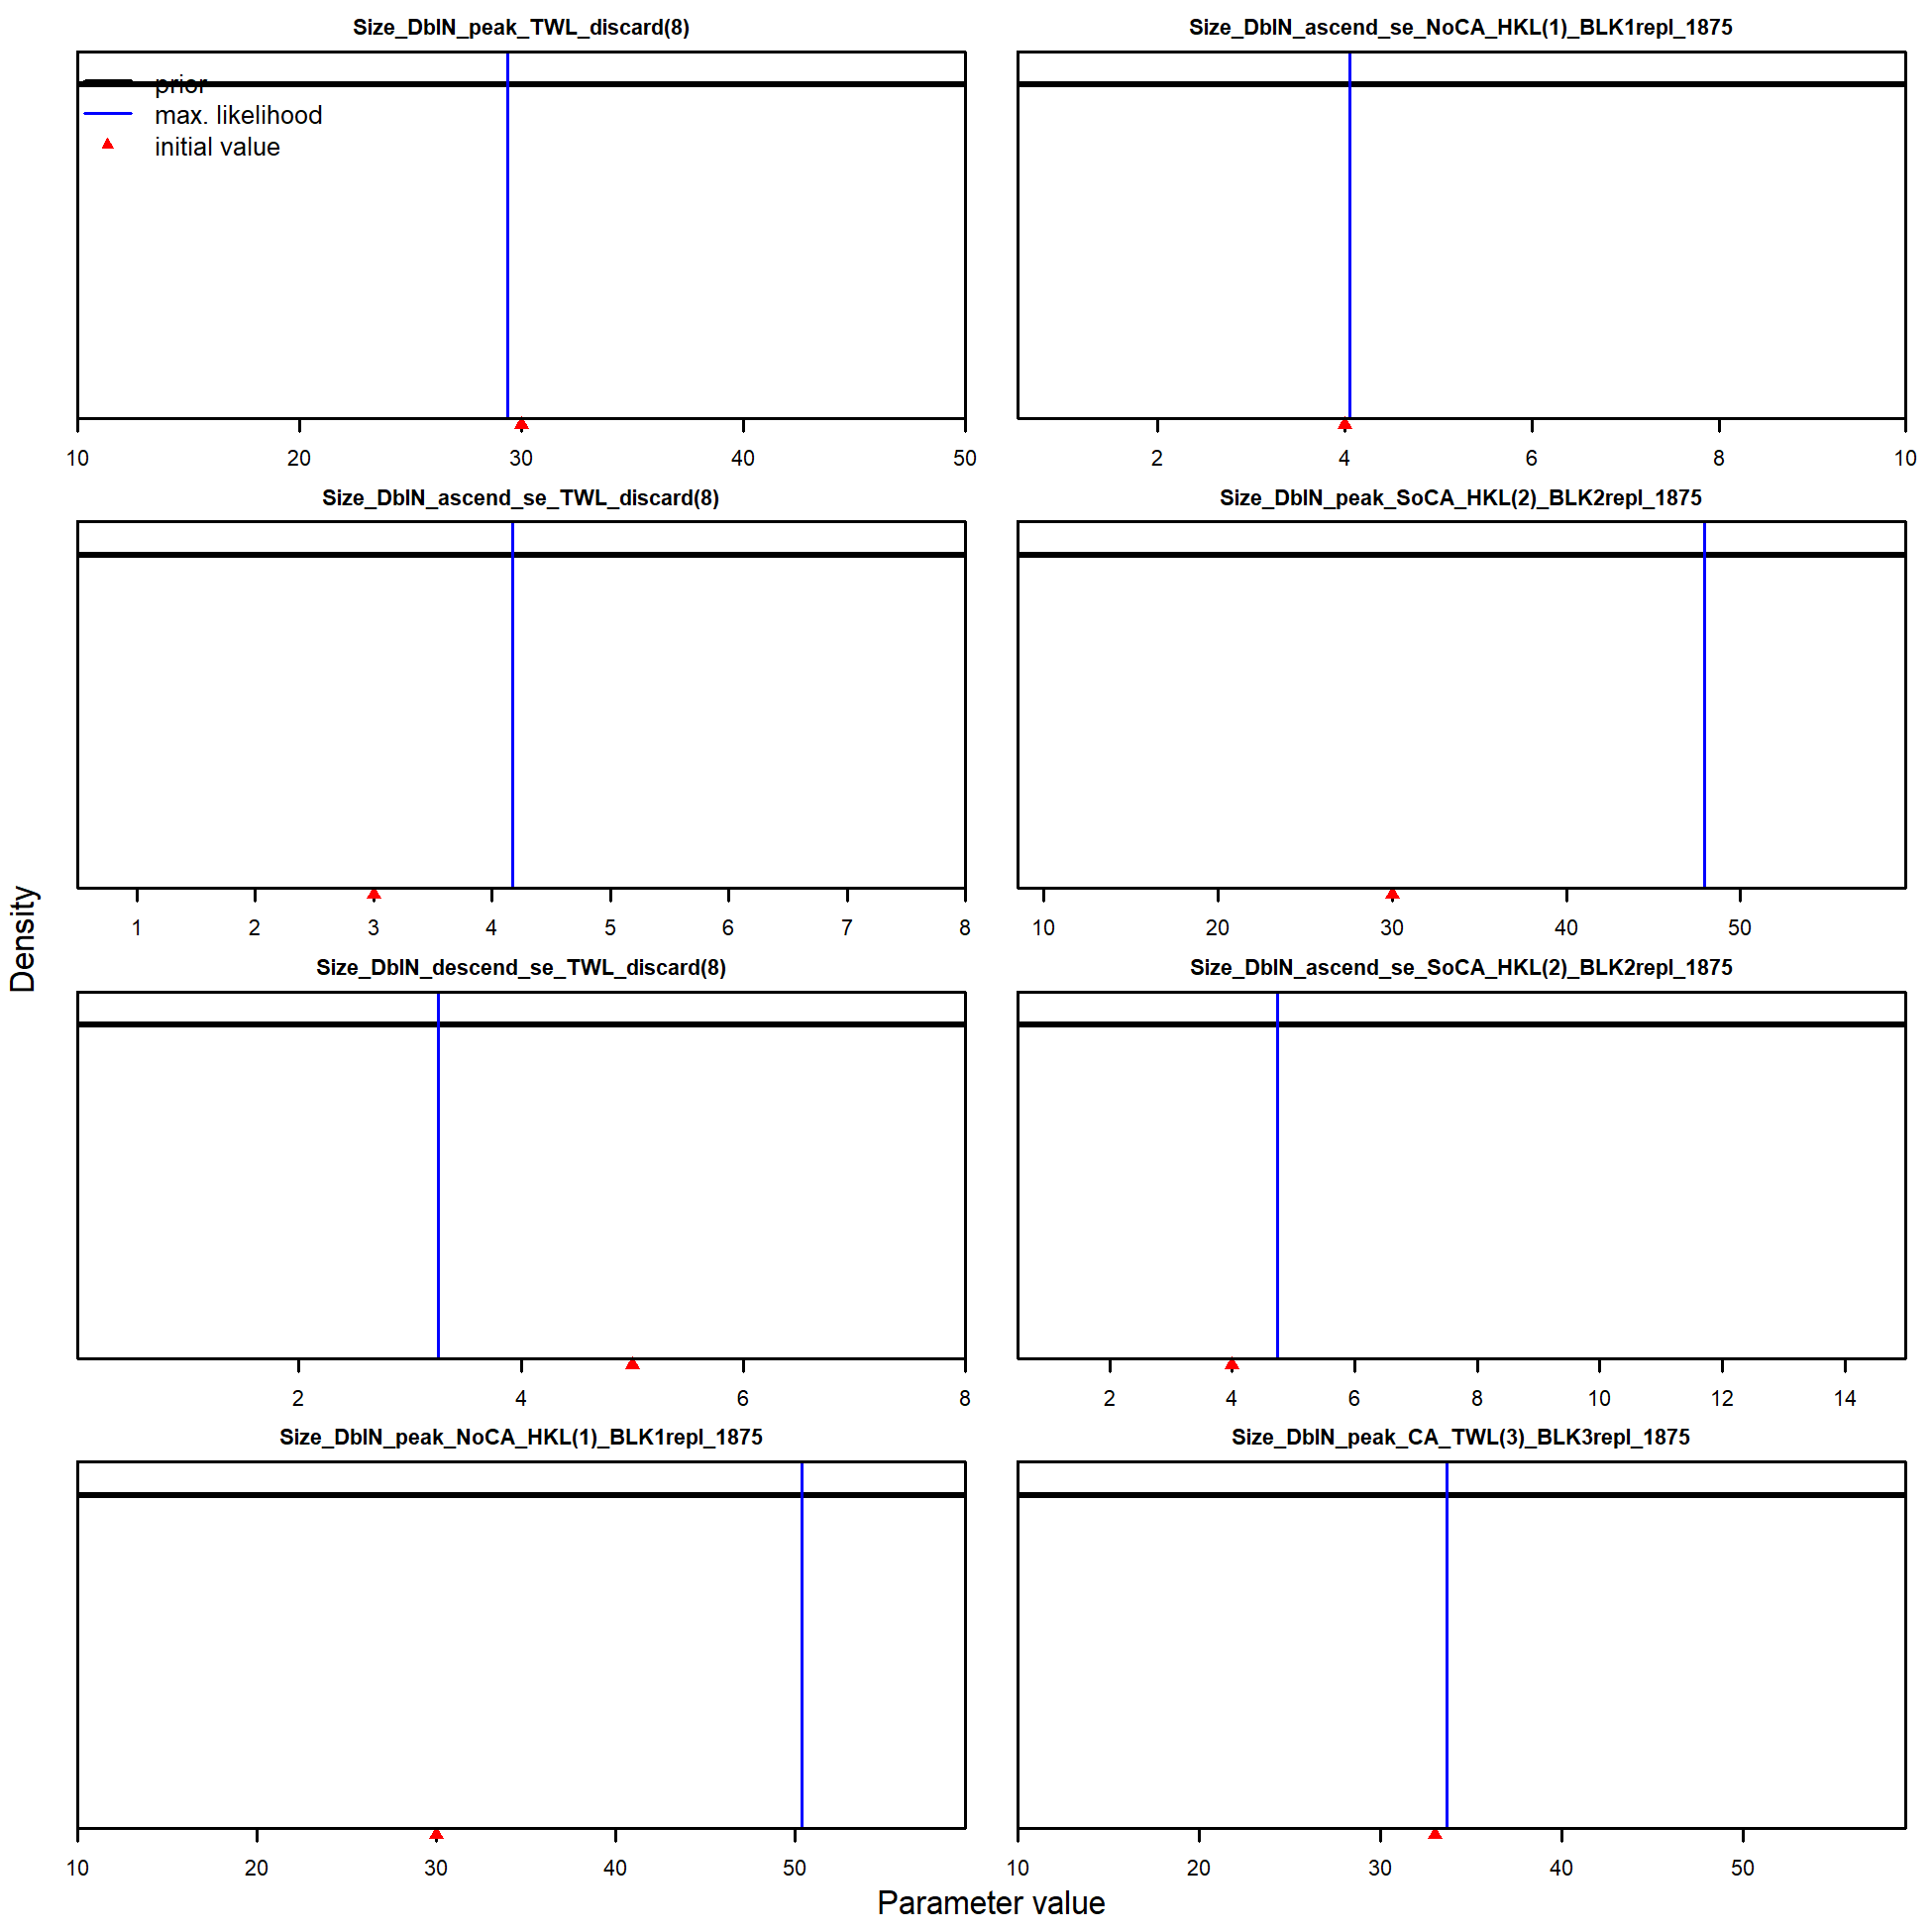 Size_DblN_peak_TWL_discard(8)
prior
max. likelihood
initial value
10 20 30 40 50
Size_DblN_ascend_se_NoCA_HKL(1)_BLK1repl_1875
2 4 6 8 10
Size_DblN_ascend_se_TWL_discard(8)
1 2 3 4 5 6 7 8
Size_DblN_peak_SoCA_HKL(2)_BLK2repl_1875
10 20 30 40 50
Size_DblN_descend_se_TWL_discard(8)
2 4 6 8
Size_DblN_ascend_se_SoCA_HKL(2)_BLK2repl_1875
2 4 6 8 10 12 14
Size_DblN_peak_NoCA_HKL(1)_BLK1repl_1875
10 20 30 40 50
Size_DblN_peak_CA_TWL(3)_BLK3repl_1875
10 20 30 40 50
Density
Parameter value